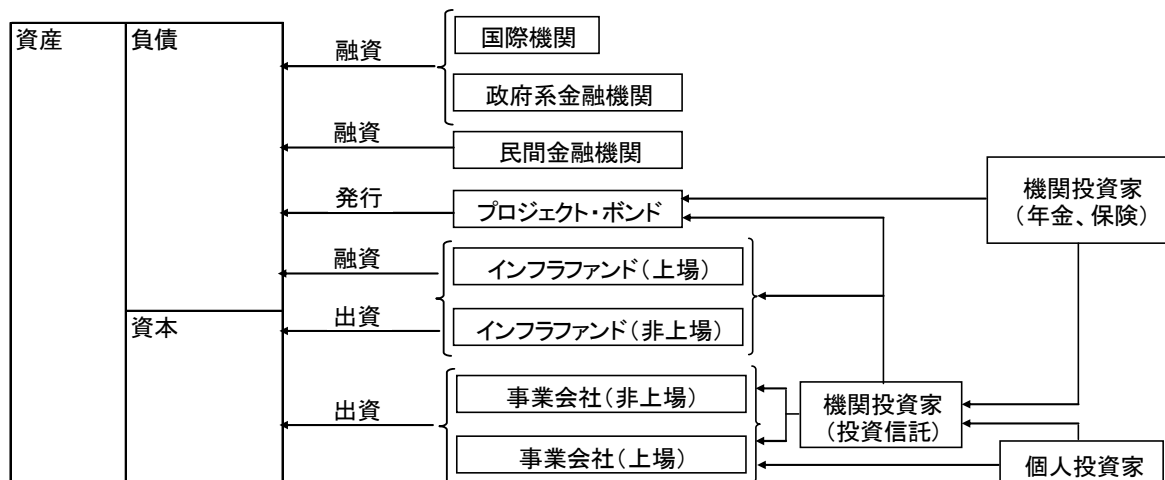 資産
負債
融資
国際機関
政府系金融機関
融資
民間金融機関
発行
プロジェクト・ボンド
機関投資家
（年金、保険）
融資
インフラファンド（上場）
出資
インフラファンド（非上場）
資本
出資
事業会社（非上場）
事業会社（上場）
機関投資家
（投資信託）
個人投資家